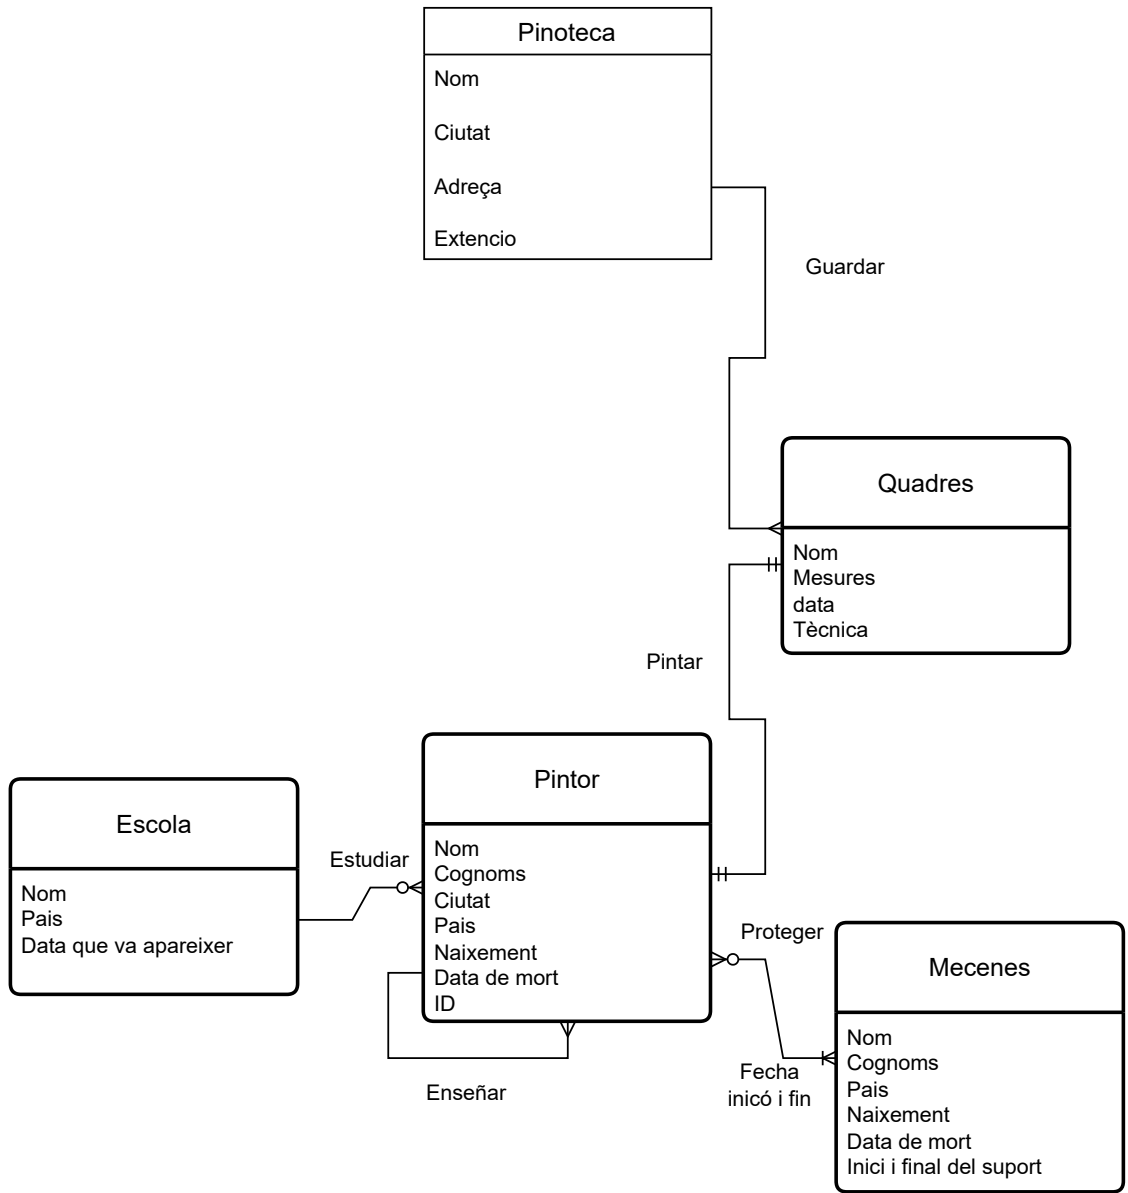 Pinoteca
Nom
Ciutat
Adreça
Extencio
Guardar
Quadres
Nom
Mesures
data
Tècnica
Pintar
Pintor
Nom
Cognoms
Ciutat
Pais
Naixement
Data de mort
ID
Escola
Nom
Pais
Data que va apareixer
Estudiar
Enseñar
Proteger
Fecha
inicó i fin
Mecenes
Nom
Cognoms
Pais
Naixement
Data de mort
Inici i final del suport